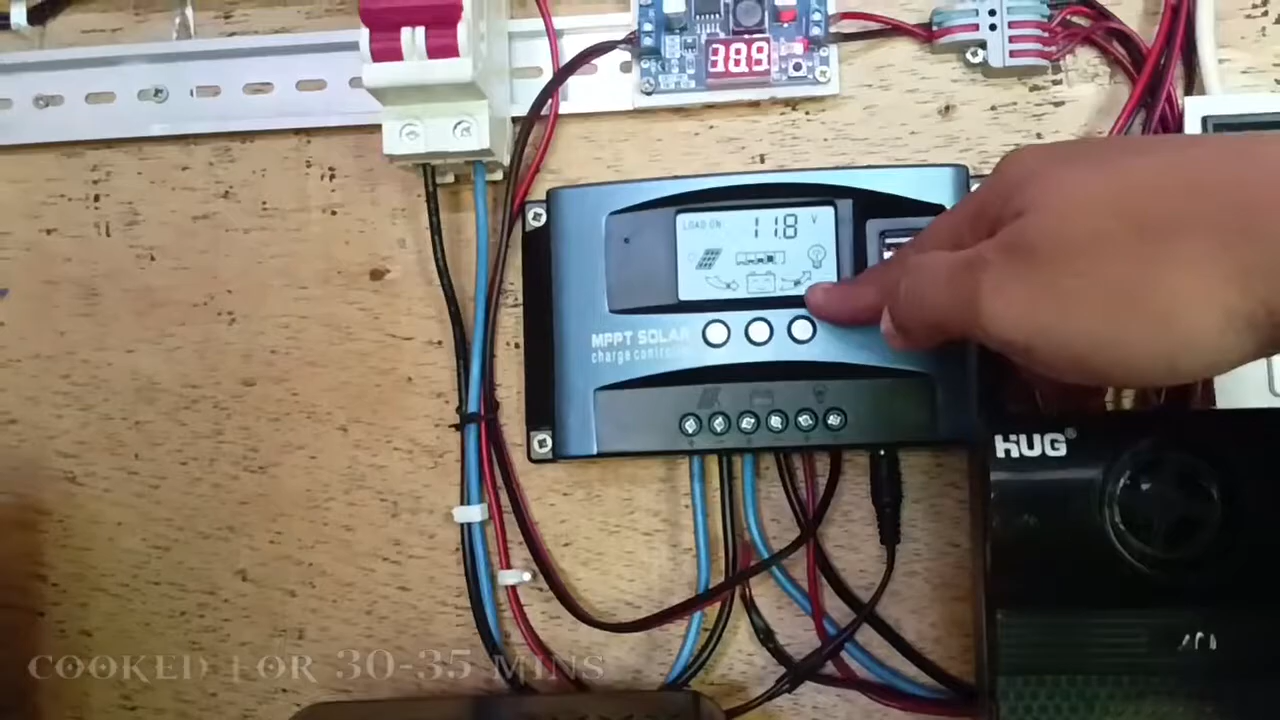 LOAD ON 11.8 V
MPPT SOLAR
charge controller
HUG®
COOKED FOR 30-35 MINS